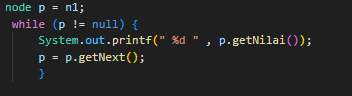 node p = n1;
while (p != null) {
System.out.printf(" %d " , p.getNilai());
p = p.getNext();
}